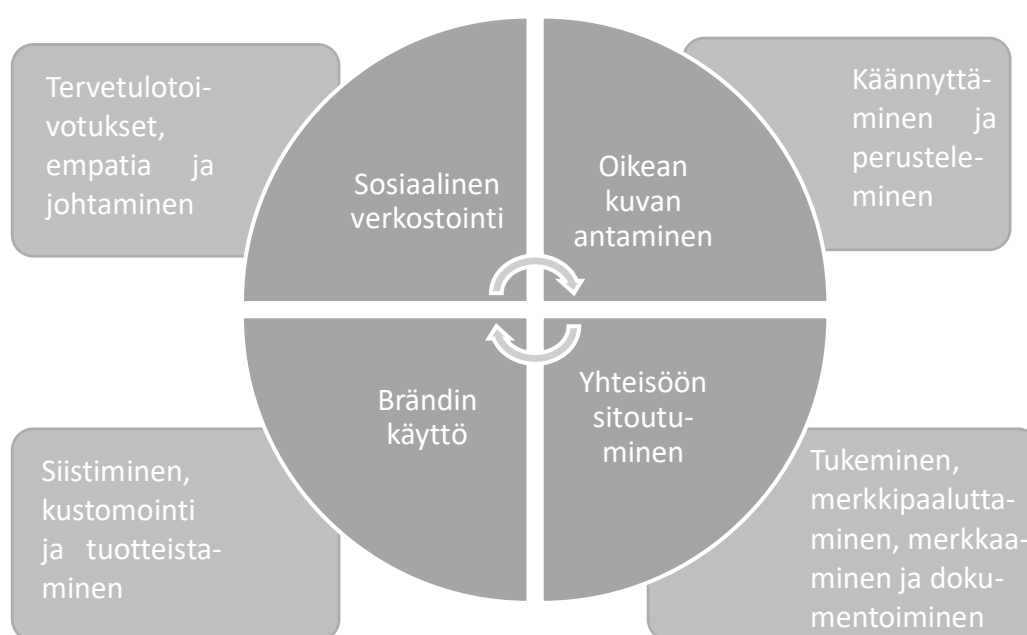 Tervetulotoi-
votukset,
empatia ja
johtaminen
Sosiaalinen
verkostointi
Oikean
kuvan
antaminen
Käännyttä-
minen ja
perustele-
minen
Siistiminen,
kustomointi
ja tuotteista-
minen
Brändin
käyttö
Yhteisöön
sitoutu-
minen
Tukeminen,
merkkipaalutta-
minen, merkkaa-
minen ja doku-
mentoiminen